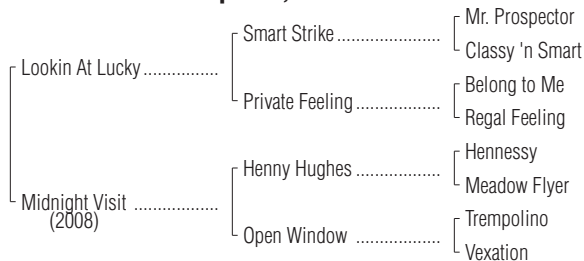 Mr. Prospector
Smart Strike ....................
Classy 'n Smart
Lookin At Lucky ................
Belong to Me
Private Feeling ....................
Regal Feeling
Hennessy
Henny Hughes ..................
Meadow Flyer
Midnight Visit ..................
(2008)
Trempolino
Open Window ....................
Vexation